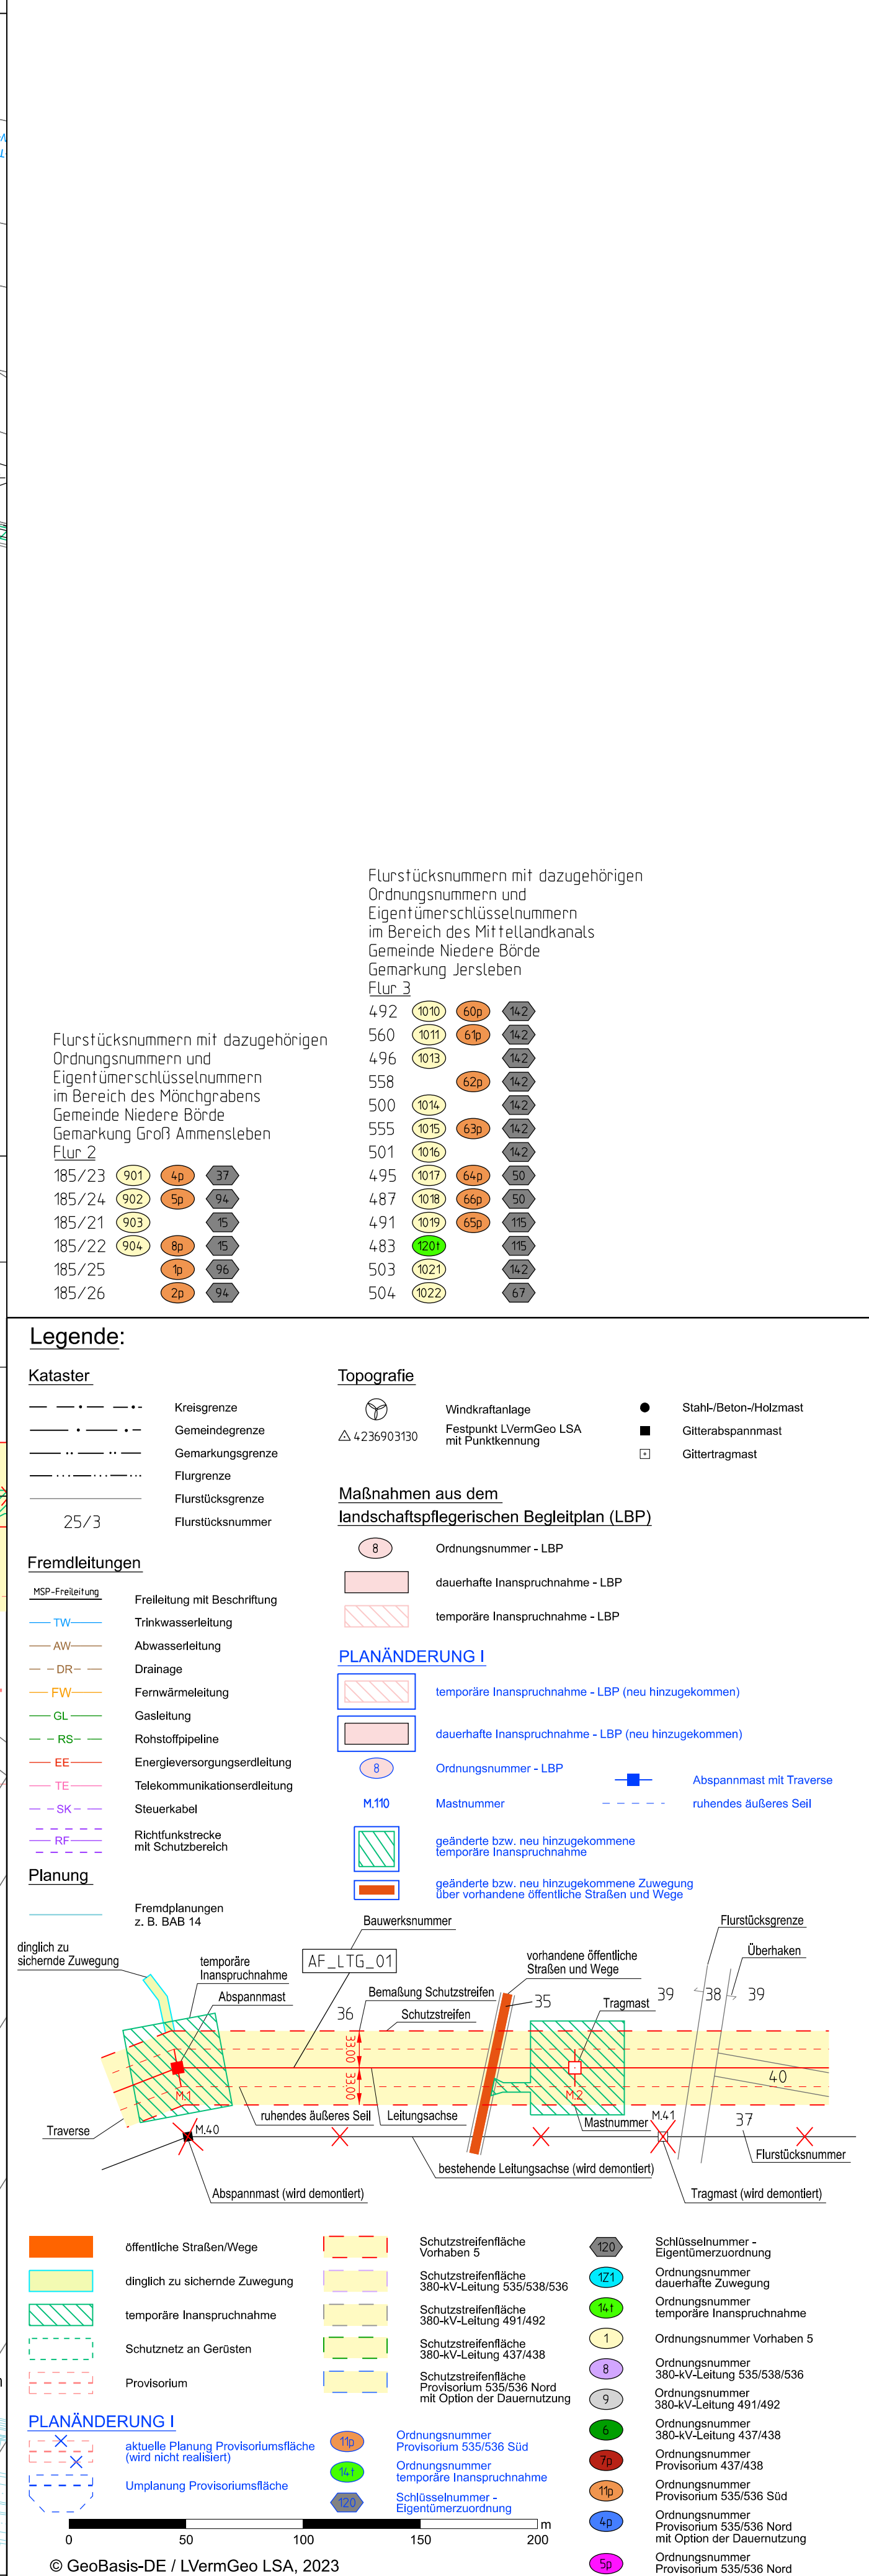 Flurstücksnummern mit dazugehörigen
Ordnungsnummern und
Eigentümerschlüsselnummern
im Bereich des Mittellandkanals
Gemeinde Niedere Börde
Gemarkung Jersleben
Flur 3
492 1010 60p 142
560 1011 61p 142
496 1013 142
558 62p 142
500 1014 142
555 1015 63p 142
501 1016 142
495 1017 64p 50
487 1018 66p 50
491 1019 65p 115
483 120t 115
503 1021 142
504 1022 67
Flurstücksnummern mit dazugehörigen
Ordnungsnummern und
Eigentümerschlüsselnummern
im Bereich des Mönchgrabens
Gemeinde Niedere Börde
Gemarkung Groß Ammensleben
Flur 2
185/23 901 4p 37
185/24 902 5p 94
185/21 903 15
185/22 904 8p 15
185/25 1p 96
185/26 2p 94
Legende:
Kataster
Kreisgrenze
Gemeindegrenze
Gemarkungsgrenze
Flurgrenze
Flurstücksgrenze
25/3 Flurstücksnummer
Fremdleitungen
MSP-Freileitung Freileitung mit Beschriftung
TW Trinkwasserleitung
AW Abwasserleitung
DR Drainage
FW Fernwärmeleitung
GL Gasleitung
RS Rohstoffpipeline
EE Energieversorgungserdleitung
TE Telekommunikationserdleitung
SK Steuerkabel
RF Richtfunkstrecke
mit Schutzbereich
Planung
Fremdplanungen
z. B. BAB 14
Topografie
Windkraftanlage
4236903130 Festpunkt LVermGeo LSA
mit Punktkennung
Stahl-/Beton-/Holzmast
Gitterabspannmast
Gittertragmast
Maßnahmen aus dem
landschaftspflegerischen Begleitplan (LBP)
8 Ordnungsnummer - LBP
dauerhafte Inanspruchnahme - LBP
temporäre Inanspruchnahme - LBP
PLANÄNDERUNG I
temporäre Inanspruchnahme - LBP (neu hinzugekommen)
dauerhafte Inanspruchnahme - LBP (neu hinzugekommen)
8 Ordnungsnummer - LBP
Abspannmast mit Traverse
M.110 Mastnummer
ruhendes äußeres Seil
geänderte bzw. neu hinzugekommene
temporäre Inanspruchnahme
geänderte bzw. neu hinzugekommene Zuwegung
über vorhandene öffentliche Straßen und Wege
dinglich zu
sichernde Zuwegung
temporäre
Inanspruchnahme
Abspannmast
Bauwerksnummer
AF_LTG_01
Bemaßung Schutzstreifen
Schutzstreifen
vorhandene öffentliche
Straßen und Wege
Tragmast
Flurstücksgrenze
Überhaken
36
35
39
38
39
33.00
33.00
40
M.1
M.2
Traverse
M.40
ruhendes äußeres Seil
Leitungsachse
Mastnummer
M.41
37
Flurstücksnummer
bestehende Leitungsachse (wird demontiert)
Abspannmast (wird demontiert)
Tragmast (wird demontiert)
öffentliche Straßen/Wege
dinglich zu sichernde Zuwegung
temporäre Inanspruchnahme
Schutznetz an Gerüsten
Provisorium
Schutzstreifenfläche
Vorhaben 5
Schutzstreifenfläche
380-kV-Leitung 535/538/536
Schutzstreifenfläche
380-kV-Leitung 491/492
Schutzstreifenfläche
380-kV-Leitung 437/438
Schutzstreifenfläche
Provisorium 535/536 Nord
mit Option der Dauernutzung
120 Schlüsselnummer -
Eigentümerzuordnung
1Z1 Ordnungsnummer
dauerhafte Zuwegung
14t Ordnungsnummer
temporäre Inanspruchnahme
1 Ordnungsnummer Vorhaben 5
8 Ordnungsnummer
380-kV-Leitung 535/538/536
9 Ordnungsnummer
380-kV-Leitung 491/492
6 Ordnungsnummer
380-kV-Leitung 437/438
7p Ordnungsnummer
Provisorium 437/438
11p Ordnungsnummer
Provisorium 535/536 Süd
4p Ordnungsnummer
Provisorium 535/536 Nord
mit Option der Dauernutzung
5p Ordnungsnummer
Provisorium 535/536 Nord
PLANÄNDERUNG I
aktuelle Planung Provisoriumsfläche
(wird nicht realisiert)
Umplanung Provisoriumsfläche
11p Ordnungsnummer
Provisorium 535/536 Süd
14t Ordnungsnummer
temporäre Inanspruchnahme
120 Schlüsselnummer -
Eigentümerzuordnung
0 50 100 150 200 m
© GeoBasis-DE / LVermGeo LSA, 2023